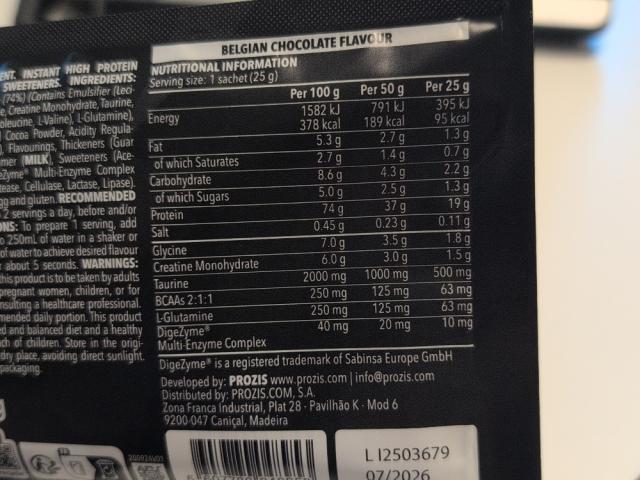 ENT. INSTANT HIGH PROTEIN
SWEETENERS. INGREDIENTS:
(74%) (Contains Emulsifier (Leci-
Creatine Monohydrate, Taurine,
oleucine, L-Valine), L-Glutamine),
Cocoa Powder, Acidity Regula-
Flavourings, Thickeners (Guar
mer (MILK), Sweeteners (Ace-
eZyme® Multi-Enzyme Complex
tease, Cellulase, Lactase, Lipase).
gg and gluten. RECOMMENDED
2 servings a day, before and/or
NS: To prepare 1 serving, add
o 250mL of water in a shaker or
of water to achieve desired flavour
r about 5 seconds. WARNINGS:
this product is to be taken by adults
pregnant women, children, or for
nsulting a healthcare professional.
mended daily portion. This product
ed and balanced diet and a healthy
ch of children. Store in the origi-
dry place, avoiding direct sunlight.
packaging.
BELGIAN CHOCOLATE FLAVOUR
NUTRITIONAL INFORMATION
Serving size: 1 sachet (25 g)
Per 100 g Per 50 g Per 25 g
Energy 1582 kJ 791 kJ 395 kJ
378 kcal 189 kcal 95 kcal
Fat 5.3 g 2.7 g 1.3 g
of which Saturates 2.7 g 1.4 g 0.7 g
Carbohydrate 8.6 g 4.3 g 2.2 g
of which Sugars 5.0 g 2.5 g 1.3 g
Protein 74 g 37 g 19 g
Salt 0.45 g 0.23 g 0.11 g
Glycine 7.0 g 3.5 g 1.8 g
Creatine Monohydrate 6.0 g 3.0 g 1.5 g
Taurine 2000 mg 1000 mg 500 mg
BCAAs 2:1:1 250 mg 125 mg 63 mg
L-Glutamine 250 mg 125 mg 63 mg
DigeZyme® 40 mg 20 mg 10 mg
Multi-Enzyme Complex
DigeZyme® is a registered trademark of Sabinsa Europe GmbH
Developed by: PROZIS www.prozis.com | info@prozis.com
Distributed by: PROZIS.COM, S.A.
Zona Franca Industrial, Plat 28 · Pavilhão K · Mod 6
9200-047 Caniçal, Madeira
L I2503679
07/2026